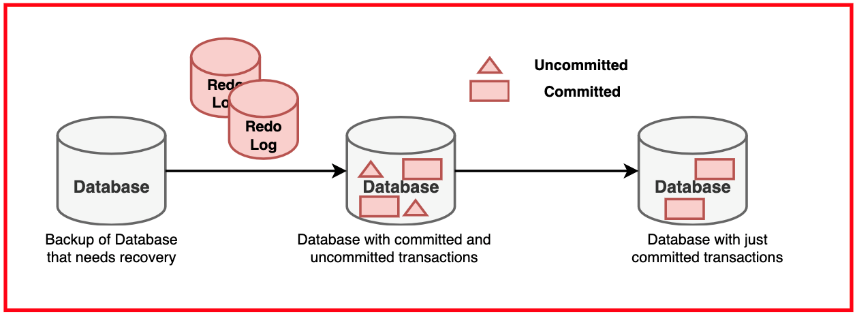 Redo
Log
Redo
Log
Uncommitted
Committed
Database
Database
Database
Backup of Database
that needs recovery
Database with committed and
uncommitted transactions
Database with just
committed transactions